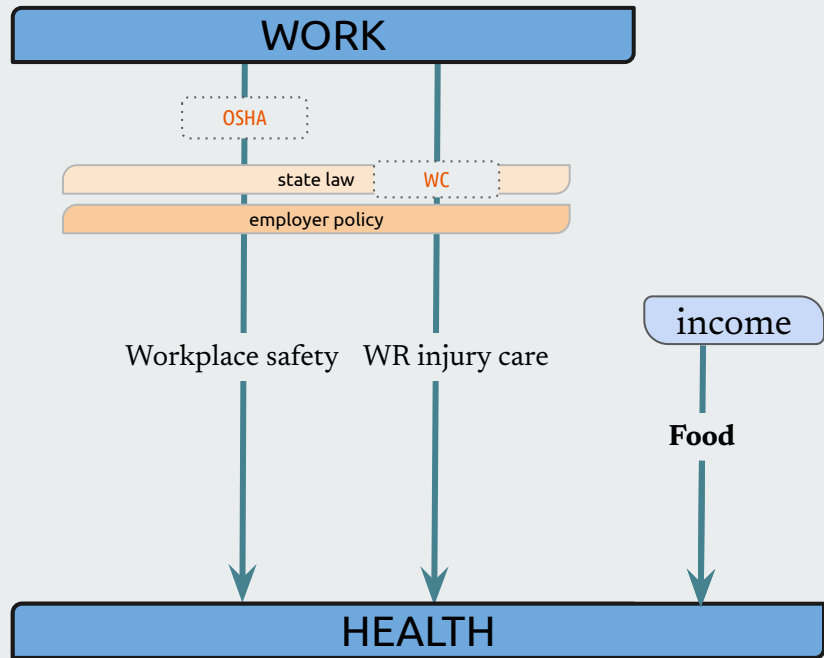 WORK
OSHA
state law
WC
employer policy
income
Workplace safety
WR injury care
Food
HEALTH